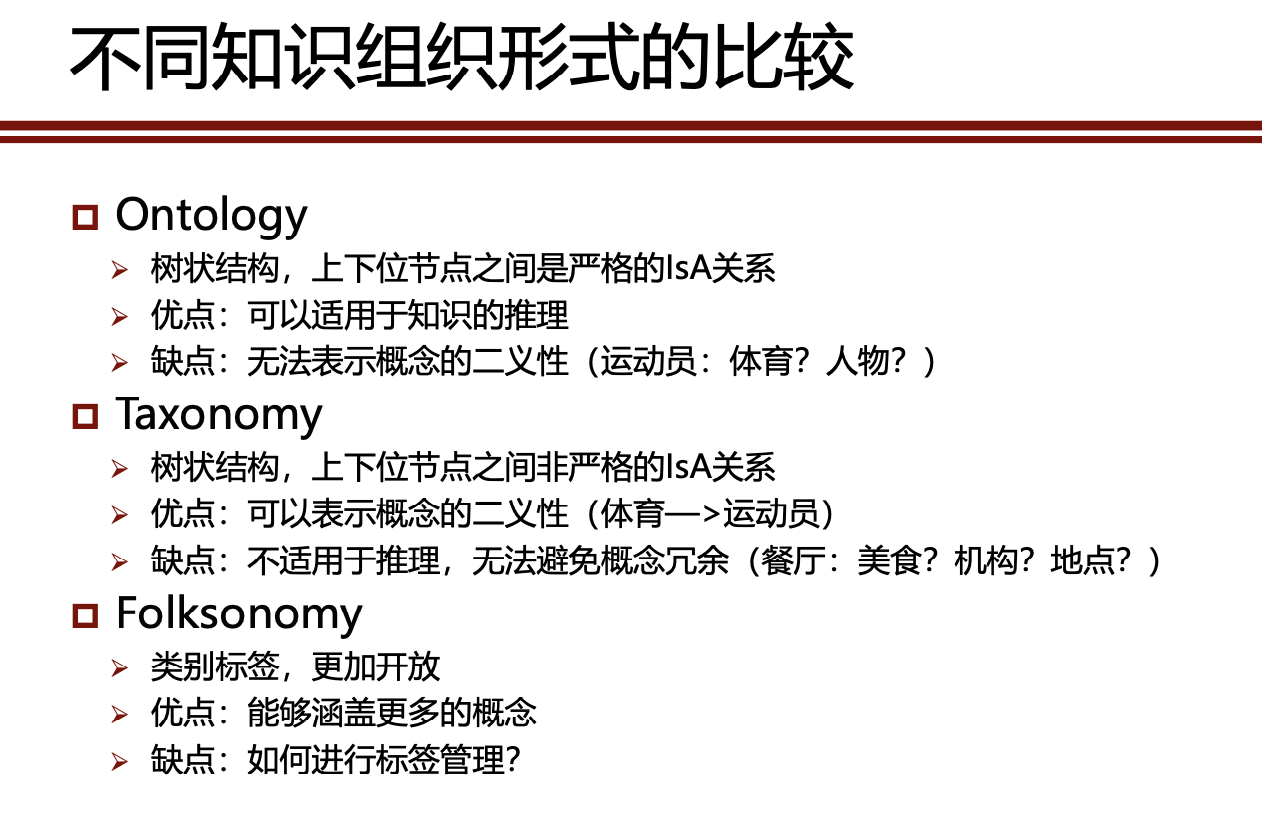 不同知识组织形式的比较
Ontology
树状结构，上下位节点之间是严格的IsA关系
优点：可以适用于知识的推理
缺点：无法表示概念的二义性（运动员：体育？人物？）
Taxonomy
树状结构，上下位节点之间非严格的IsA关系
优点：可以表示概念的二义性（体育—>运动员）
缺点：不适用于推理，无法避免概念冗余（餐厅：美食？机构？地点？）
Folksonomy
类别标签，更加开放
优点：能够涵盖更多的概念
缺点：如何进行标签管理？